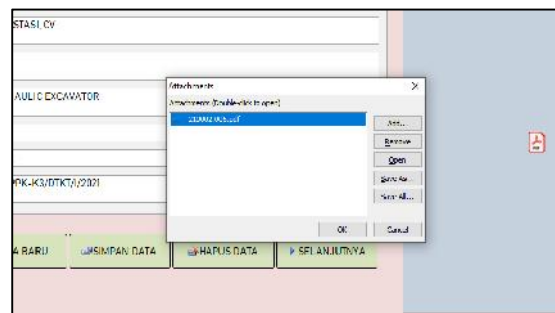 STASI, CV
AULIC EXCAVATOR
PK-K3/DTKT/I/2021
Attachments
Attachments (Double-click to open)
Add...
Remove
Open
Save As...
Save All...
OK
Cancel
A BARU
SIMPAN DATA
HAPUS DATA
SELANJUTNYA